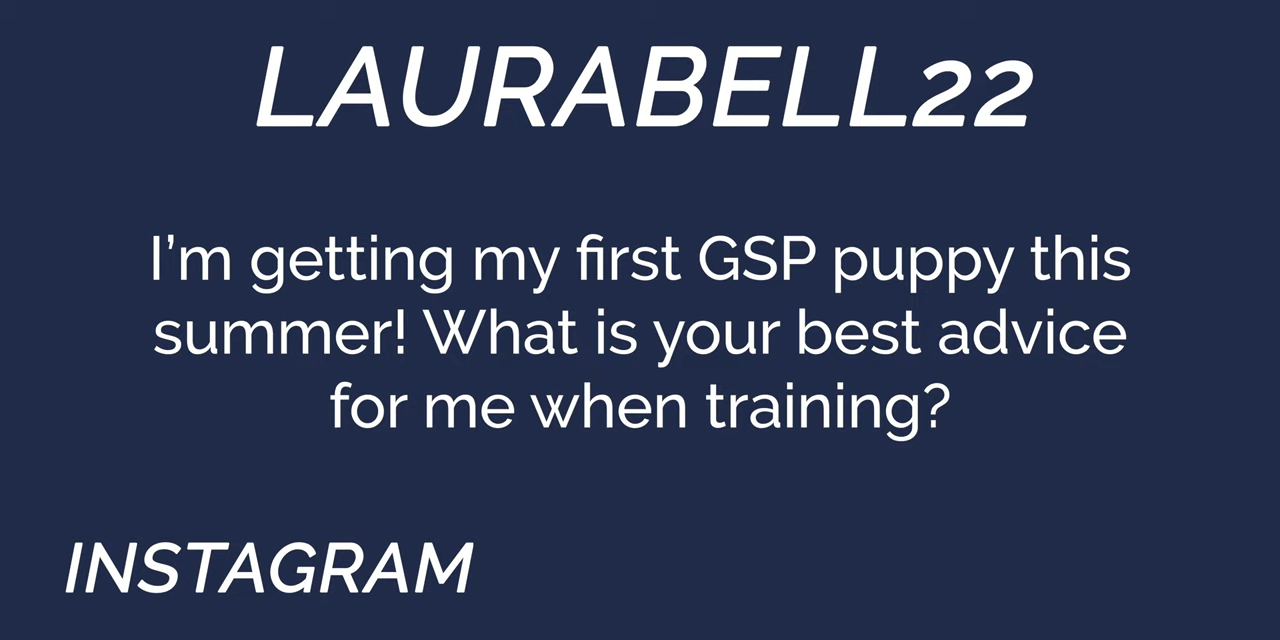 LAURABELL22
I’m getting my first GSP puppy this
summer! What is your best advice
for me when training?
INSTAGRAM